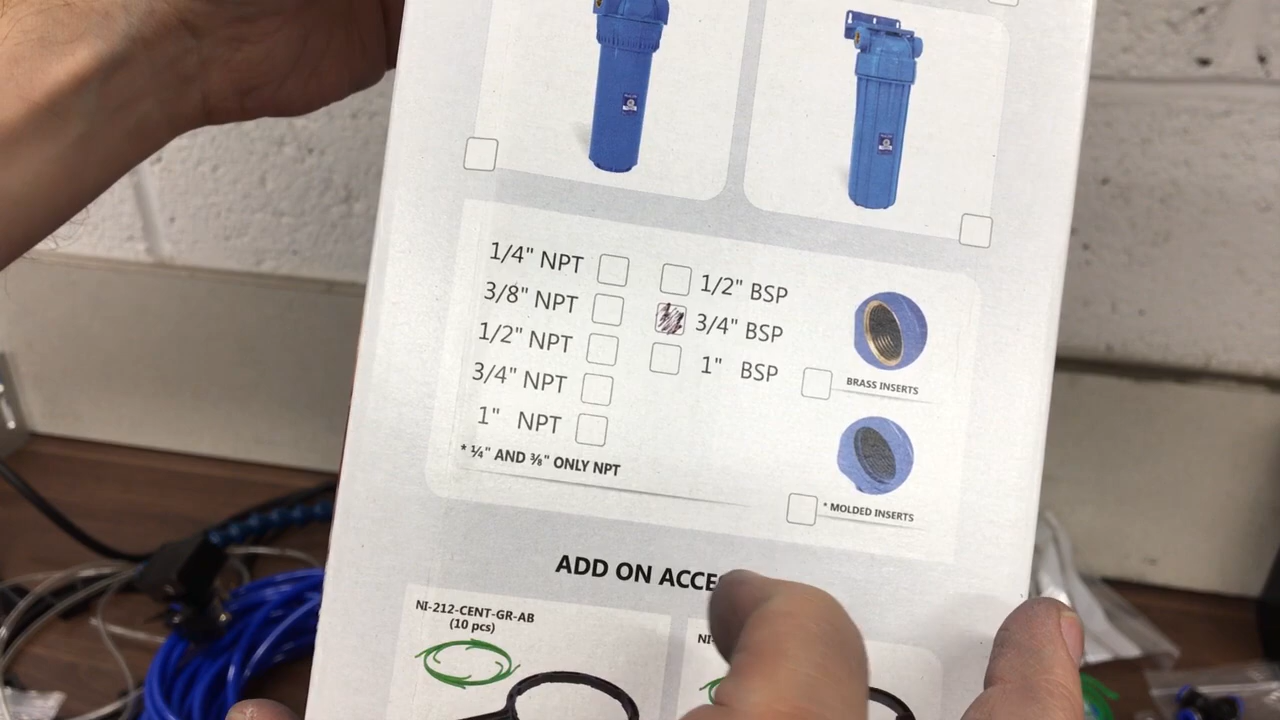 1/4" NPT
3/8" NPT
1/2" NPT
3/4" NPT
1" NPT
* ¼" AND ⅜" ONLY NPT
1/2" BSP
3/4" BSP
1" BSP
BRASS INSERTS
* MOLDED INSERTS
ADD ON
NI-212-CENT-GR-AB
(10 pcs)